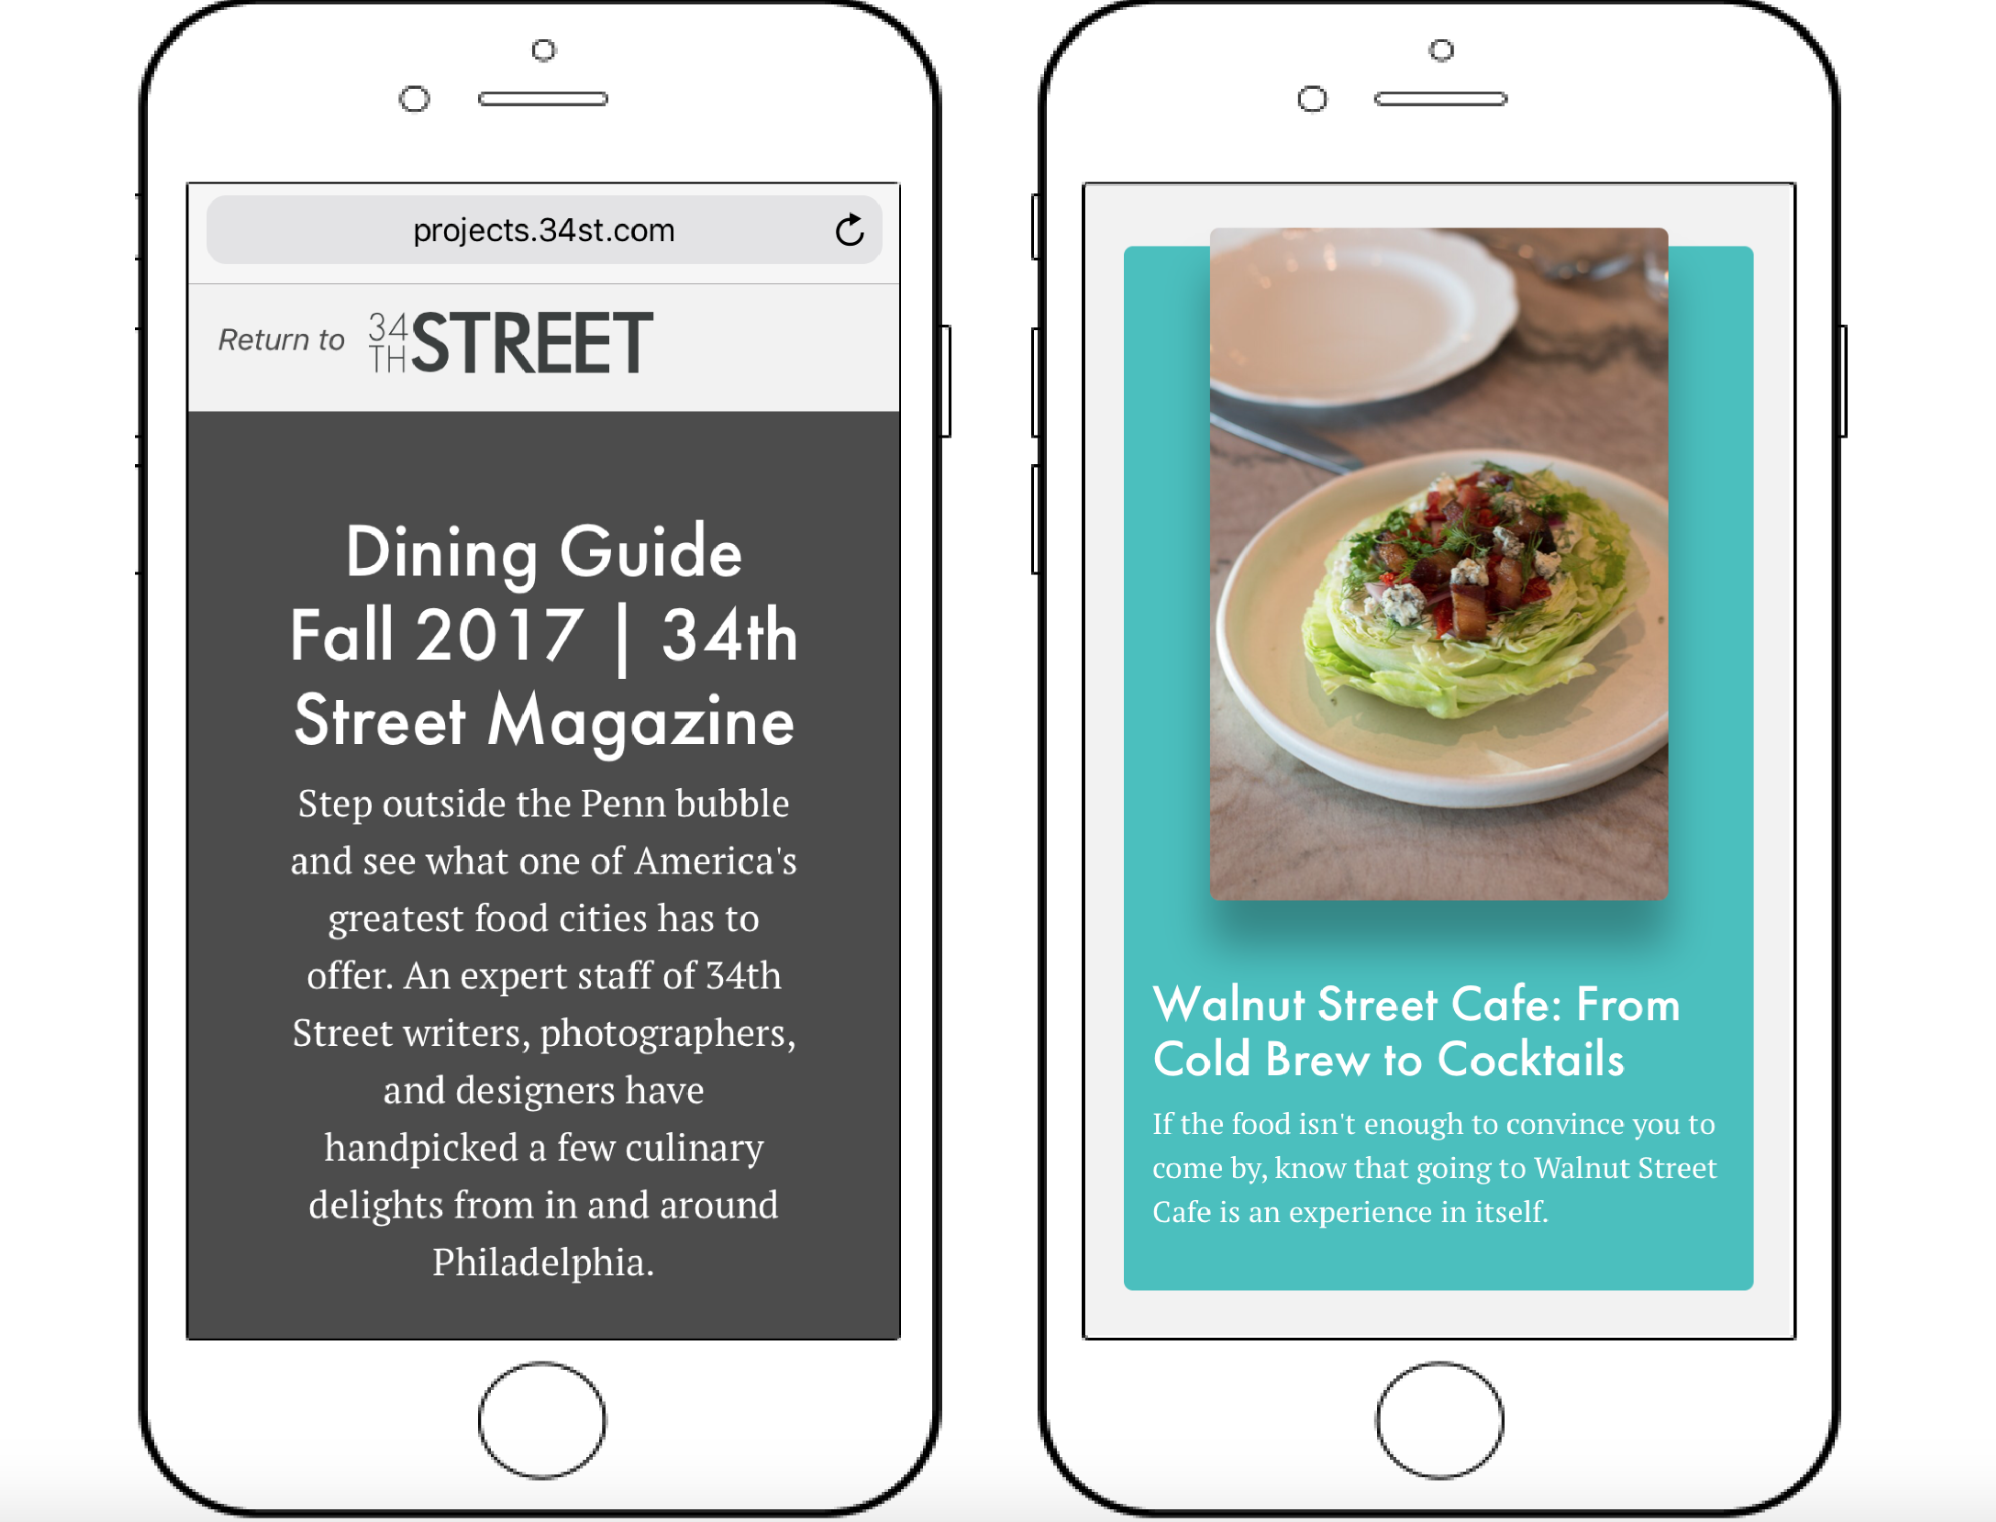 projects.34st.com
Return to 34TH STREET
Dining Guide
Fall 2017 | 34th
Street Magazine
Step outside the Penn bubble
and see what one of America's
greatest food cities has to
offer. An expert staff of 34th
Street writers, photographers,
and designers have
handpicked a few culinary
delights from in and around
Philadelphia.
Walnut Street Cafe: From
Cold Brew to Cocktails
If the food isn't enough to convince you to
come by, know that going to Walnut Street
Cafe is an experience in itself.